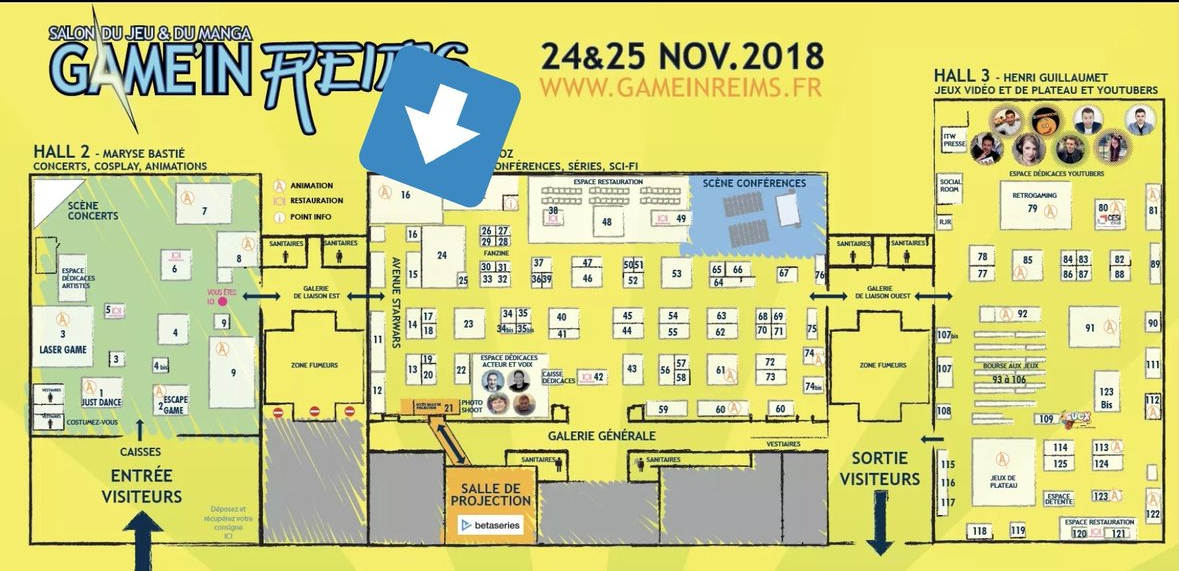 SALON DU JEU & DU MANGA
GAME'IN REIMS
24&25 NOV.2018
WWW.GAMEINREIMS.FR
HALL 2 - MARYSE BASTIÉ
CONCERTS, COSPLAY, ANIMATIONS
SCÈNE
CONCERTS
7
8
6
ESPACE
DÉDICACES
ARTISTES
VOUS ÊTES
ICI
5
9
3
LASER GAME
4
3
4 bis
9
1
JUST DANCE
2
ESCAPE
GAME
VESTIAIRES
VESTIAIRES
COSTUMEZ-VOUS
CAISSES
ENTRÉE
VISITEURS
Déposez et
récupérez votre
consigne
ICI
A ANIMATION
RESTAURATION
i POINT INFO
SANITAIRES
SANITAIRES
GALERIE
DE LIAISON EST
ZONE FUMEURS
OZ
ONFÉRENCES, SÉRIES, SCI-FI
16
ESPACE RESTAURATION
38
48
49
SCÈNE CONFÉRENCES
16
15
24
25
26 27
29 28
FANZINE
30 31
33 32
37
36 39
47
46
50 51
52
53
65 66
64
67
76
AVENUE STARWARS
14
17
18
23
34 35
34bis 35bis
40
41
45
44
54
55
63
62
68 69
70 71
75
11
13
19
20
22
ESPACE DÉDICACES
ACTEUR ET VOIX
CAISSE
DÉDICACES
42
43
56
57
58
61
72
73
74
74bis
12
21
PHOTO
SHOOT
59
60
60
GALERIE GÉNÉRALE
VESTIAIRES
SANITAIRES
SANITAIRES
SALLE DE
PROJECTION
betaseries
SANITAIRES
SANITAIRES
GALERIE
DE LIAISON OUEST
ZONE FUMEURS
SORTIE
VISITEURS
HALL 3 - HENRI GUILLAUMET
JEUX VIDÉO ET DE PLATEAU ET YOUTUBERS
ITW
PRESSE
ESPACE DÉDICACES YOUTUBERS
SOCIAL
ROOM
RJR
RETROGAMING
79
80
CESI
81
78
77
85
84 83
86 87
82
88
89
92
91
90
107bis
107
108
BOURSE AUX JEUX
93 à 106
123
Bis
111
112
109
UCX
115
116
117
JEUX DE
PLATEAU
114
125
113
124
ESPACE
DÉTENTE
123
122
118
119
ESPACE RESTAURATION
120
121